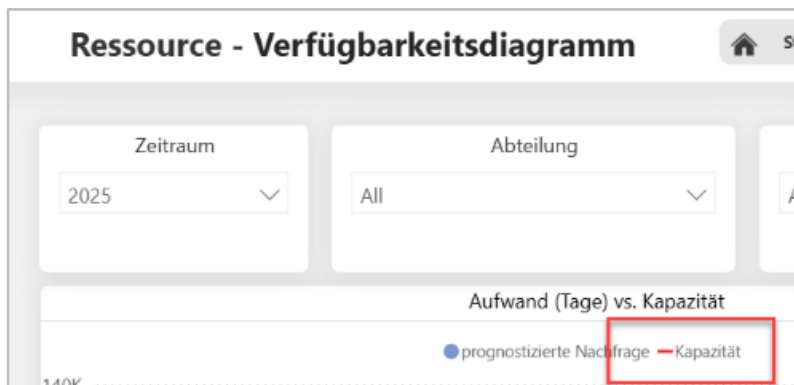 Ressource - Verfügbarkeitsdiagramm
Zeitraum
Abteilung
2025
All
Aufwand (Tage) vs. Kapazität
prognostizierte Nachfrage
Kapazität
140K